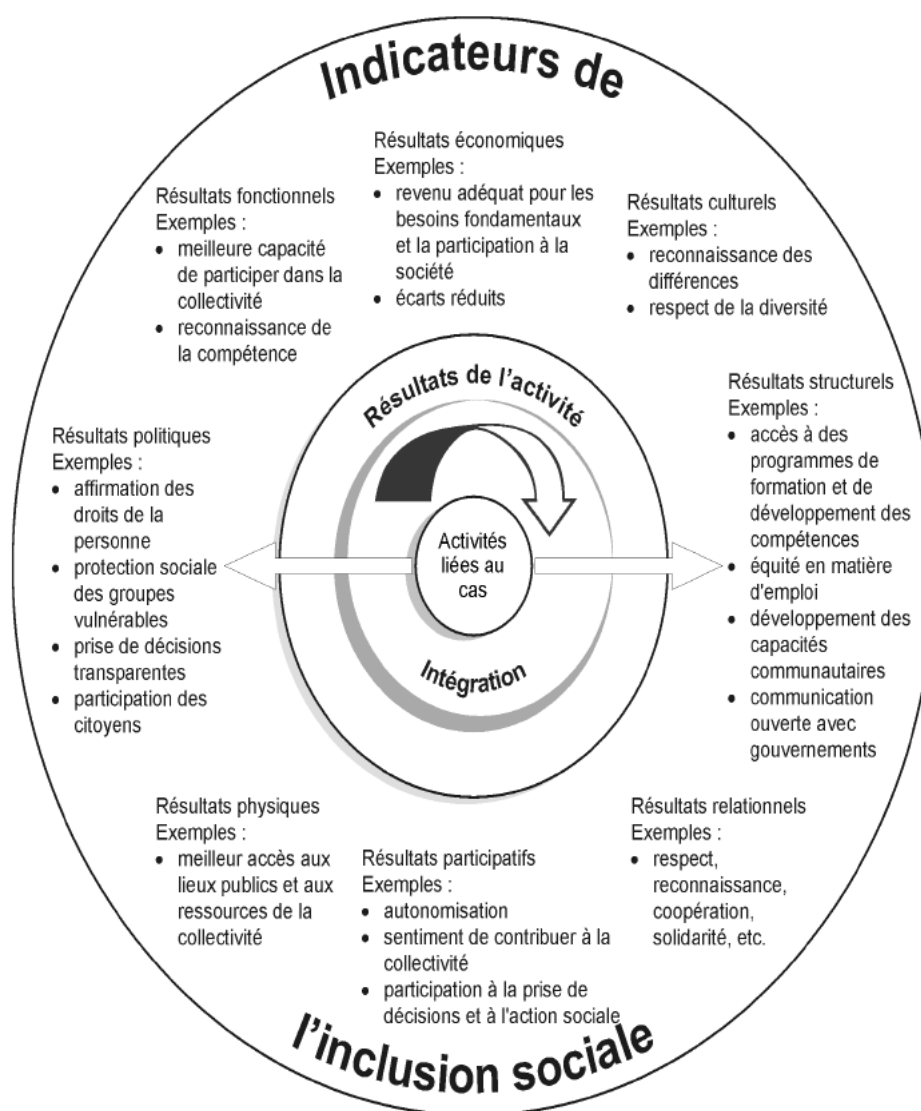 Indicateurs de
Résultats économiques
Exemples :
• revenu adéquat pour les
besoins fondamentaux
et la participation à la
société
• écarts réduits
Résultats fonctionnels
Exemples :
• meilleure capacité
de participer dans la
collectivité
• reconnaissance de
la compétence
Résultats culturels
Exemples :
• reconnaissance des
différences
• respect de la diversité
Résultats de l'activité
Résultats structurels
Exemples :
• accès à des
programmes de
formation et de
développement des
compétences
• équité en matière
d'emploi
• développement des
capacités
communautaires
• communication
ouverte avec
gouvernements
Résultats politiques
Exemples :
• affirmation des
droits de la
personne
• protection sociale
des groupes
vulnérables
• prise de décisions
transparentes
• participation des
citoyens
Activités
liées au
cas
Intégration
Résultats physiques
Exemples :
• meilleur accès aux
lieux publics et aux
ressources de la
collectivité
Résultats participatifs
Exemples :
• autonomisation
• sentiment de contribuer à la
collectivité
• participation à la prise de
décisions et à l'action sociale
Résultats relationnels
Exemples :
• respect,
reconnaissance,
coopération,
solidarité, etc.
l'inclusion sociale